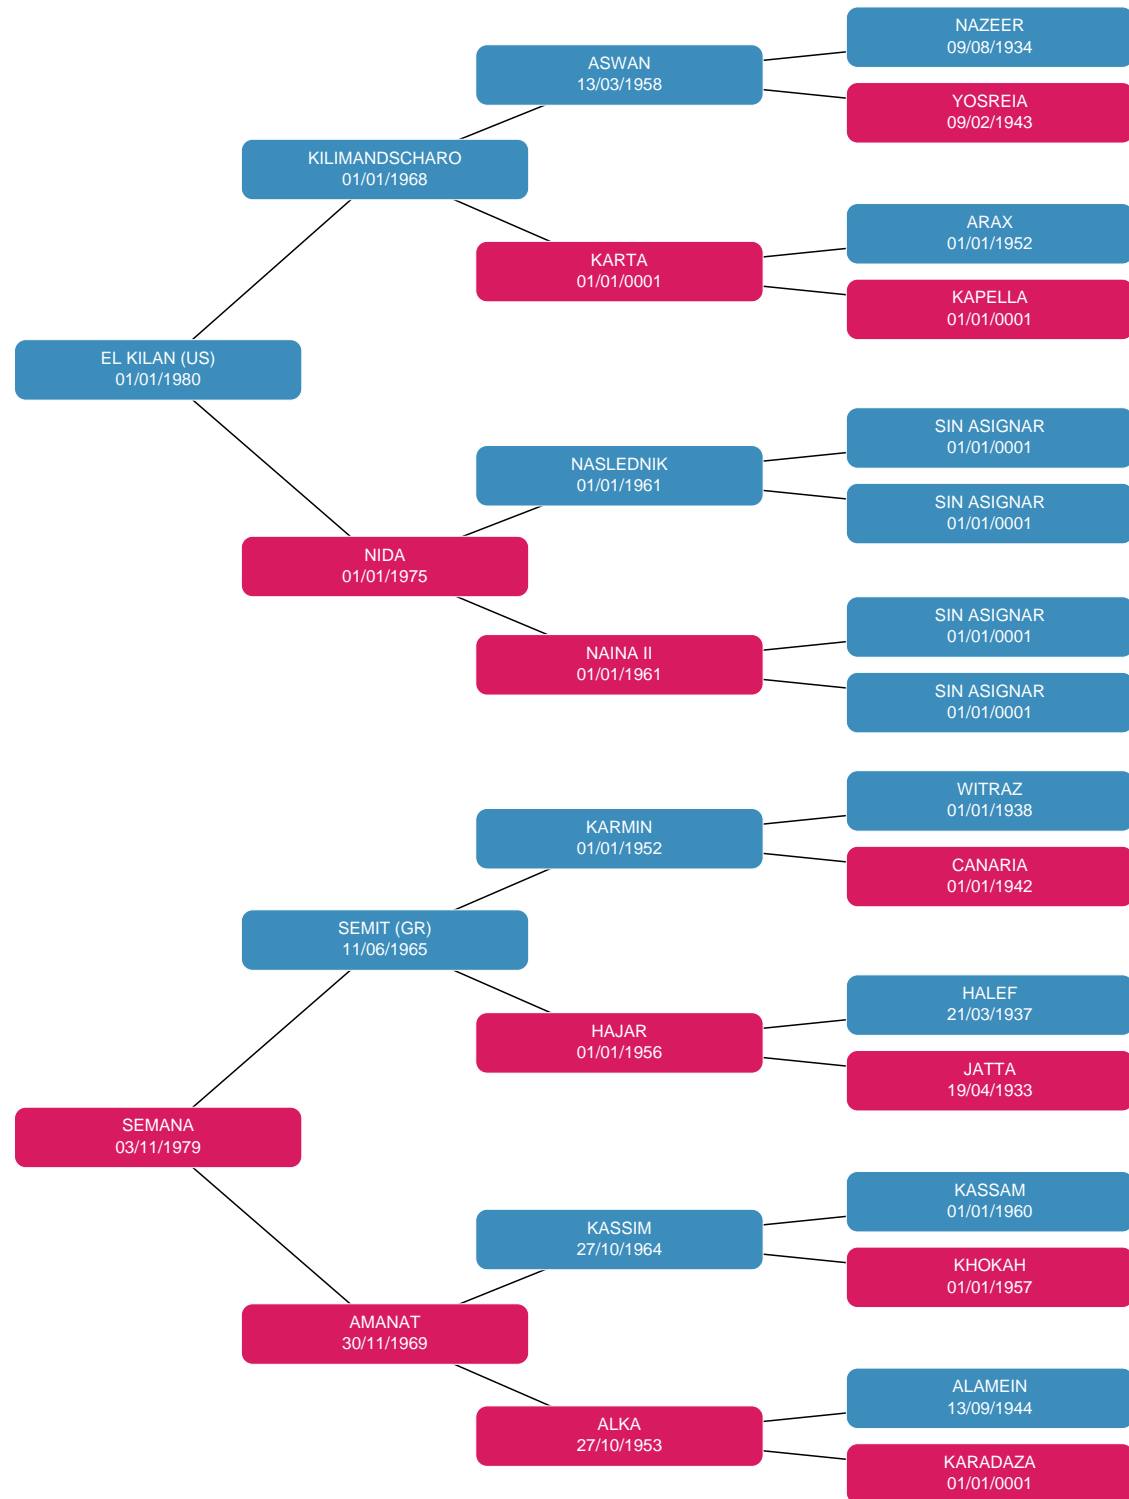 NAZEER
09/08/1934
ASWAN
13/03/1958
YOSREIA
09/02/1943
KILIMANDSCHARO
01/01/1968
ARAX
01/01/1952
KARTA
01/01/0001
KAPELLA
01/01/0001
EL KILAN (US)
01/01/1980
SIN ASIGNAR
01/01/0001
NASLEDNIK
01/01/1961
SIN ASIGNAR
01/01/0001
NIDA
01/01/1975
SIN ASIGNAR
01/01/0001
NAINA II
01/01/1961
SIN ASIGNAR
01/01/0001
WITRAZ
01/01/1938
KARMIN
01/01/1952
CANARIA
01/01/1942
SEMIT (GR)
11/06/1965
HALEF
21/03/1937
HAJAR
01/01/1956
JATTA
19/04/1933
SEMANA
03/11/1979
KASSAM
01/01/1960
KASSIM
27/10/1964
KHOKAH
01/01/1957
AMANAT
30/11/1969
ALAMEIN
13/09/1944
ALKA
27/10/1953
KARADAZA
01/01/0001